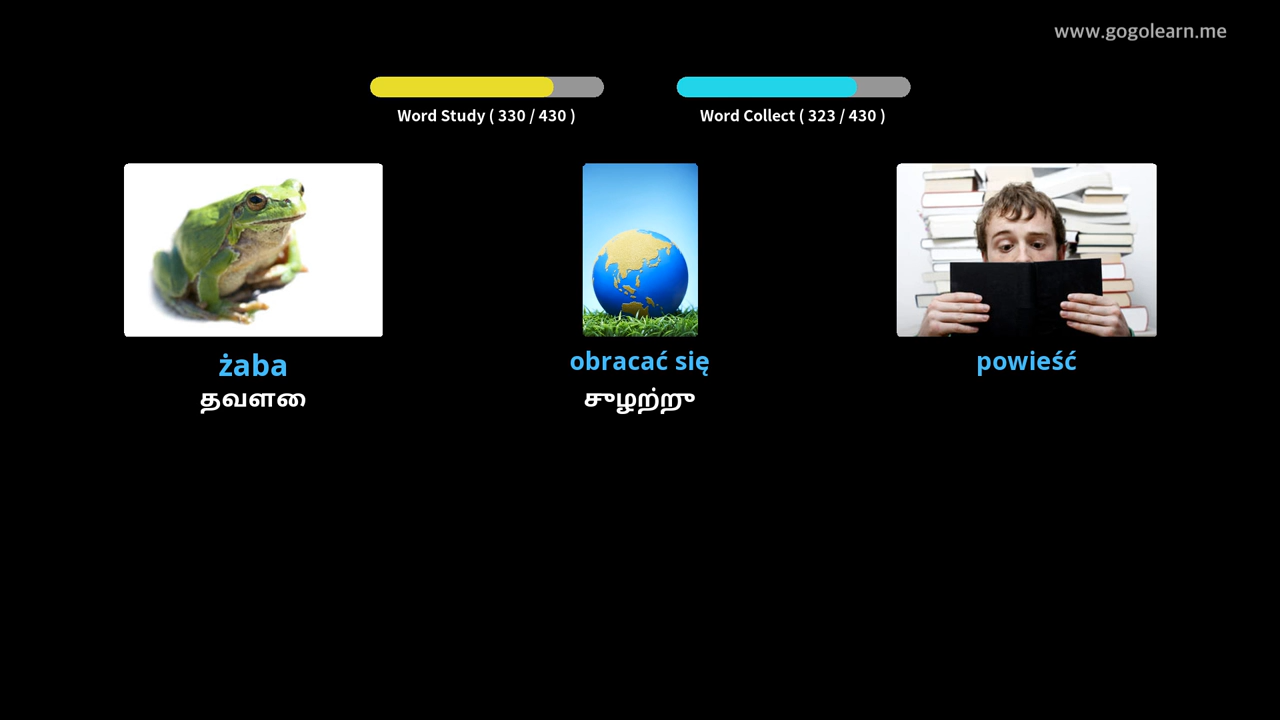 www.gogolearn.me
Word Study ( 330 / 430 )
Word Collect ( 323 / 430 )
żaba
obracać się
powieść
தவளை
சுழற்று